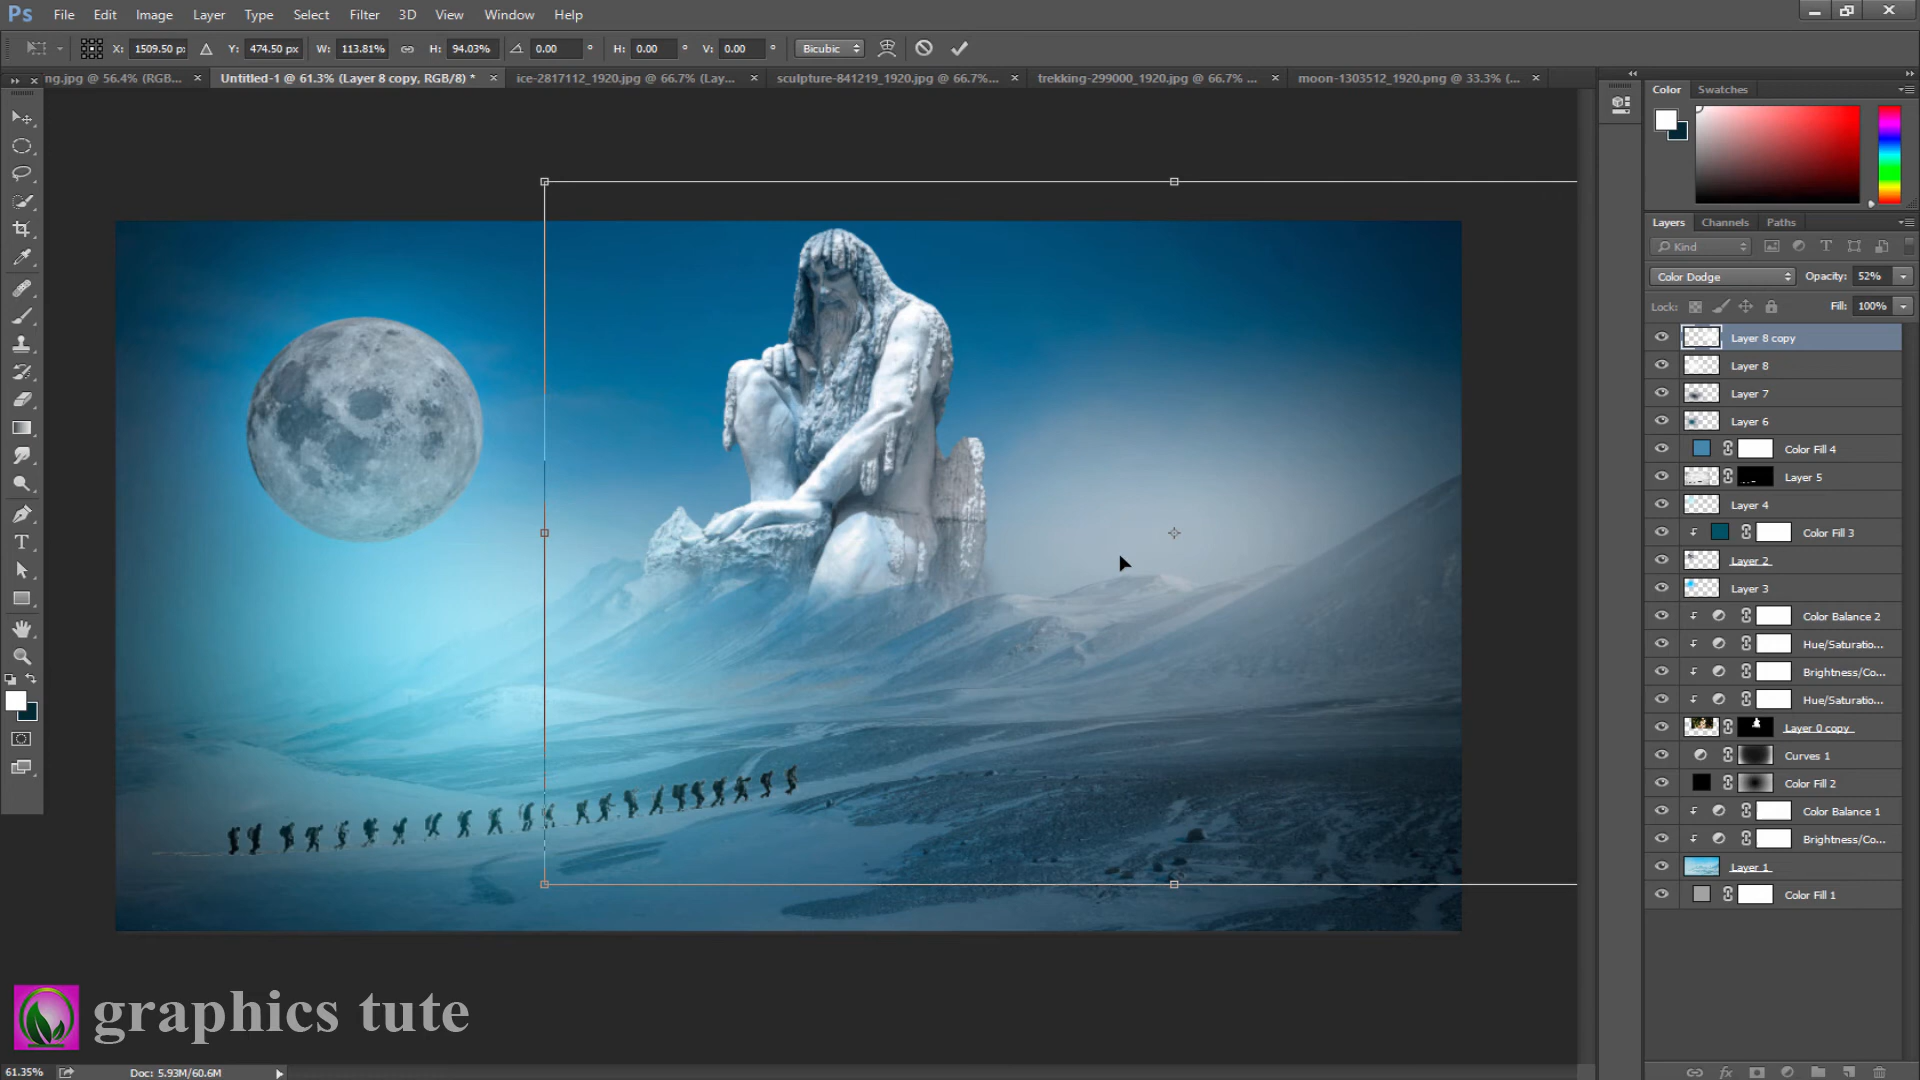 Ps File Edit Image Layer Type Select Filter 3D View Window Help
X: 1509.50 px Y: 474.50 px W: 113.81% H: 94.03% 0.00 ° H: 0.00 ° V: 0.00 ° Bicubic
ng.jpg @ 56.4% (RGB... × Untitled-1 @ 61.3% (Layer 8 copy, RGB/8) * × ice-2817112_1920.jpg @ 66.7% (Lay... × sculpture-841219_1920.jpg @ 66.7%... × trekking-299000_1920.jpg @ 66.7% ... × moon-1303512_1920.png @ 33.3% (... ×
Color Swatches
Layers Channels Paths
Kind
Color Dodge Opacity: 52%
Lock: Fill: 100%
Layer 8 copy
Layer 8
Layer 7
Layer 6
Color Fill 4
Layer 5
Layer 4
Color Fill 3
Layer 2
Layer 3
Color Balance 2
Hue/Saturatio...
Brightness/Co...
Hue/Saturatio...
Layer 0 copy
Curves 1
Color Fill 2
Color Balance 1
Brightness/Co...
Layer 1
Color Fill 1
graphics tute
61.35% Doc: 5.93M/60.6M